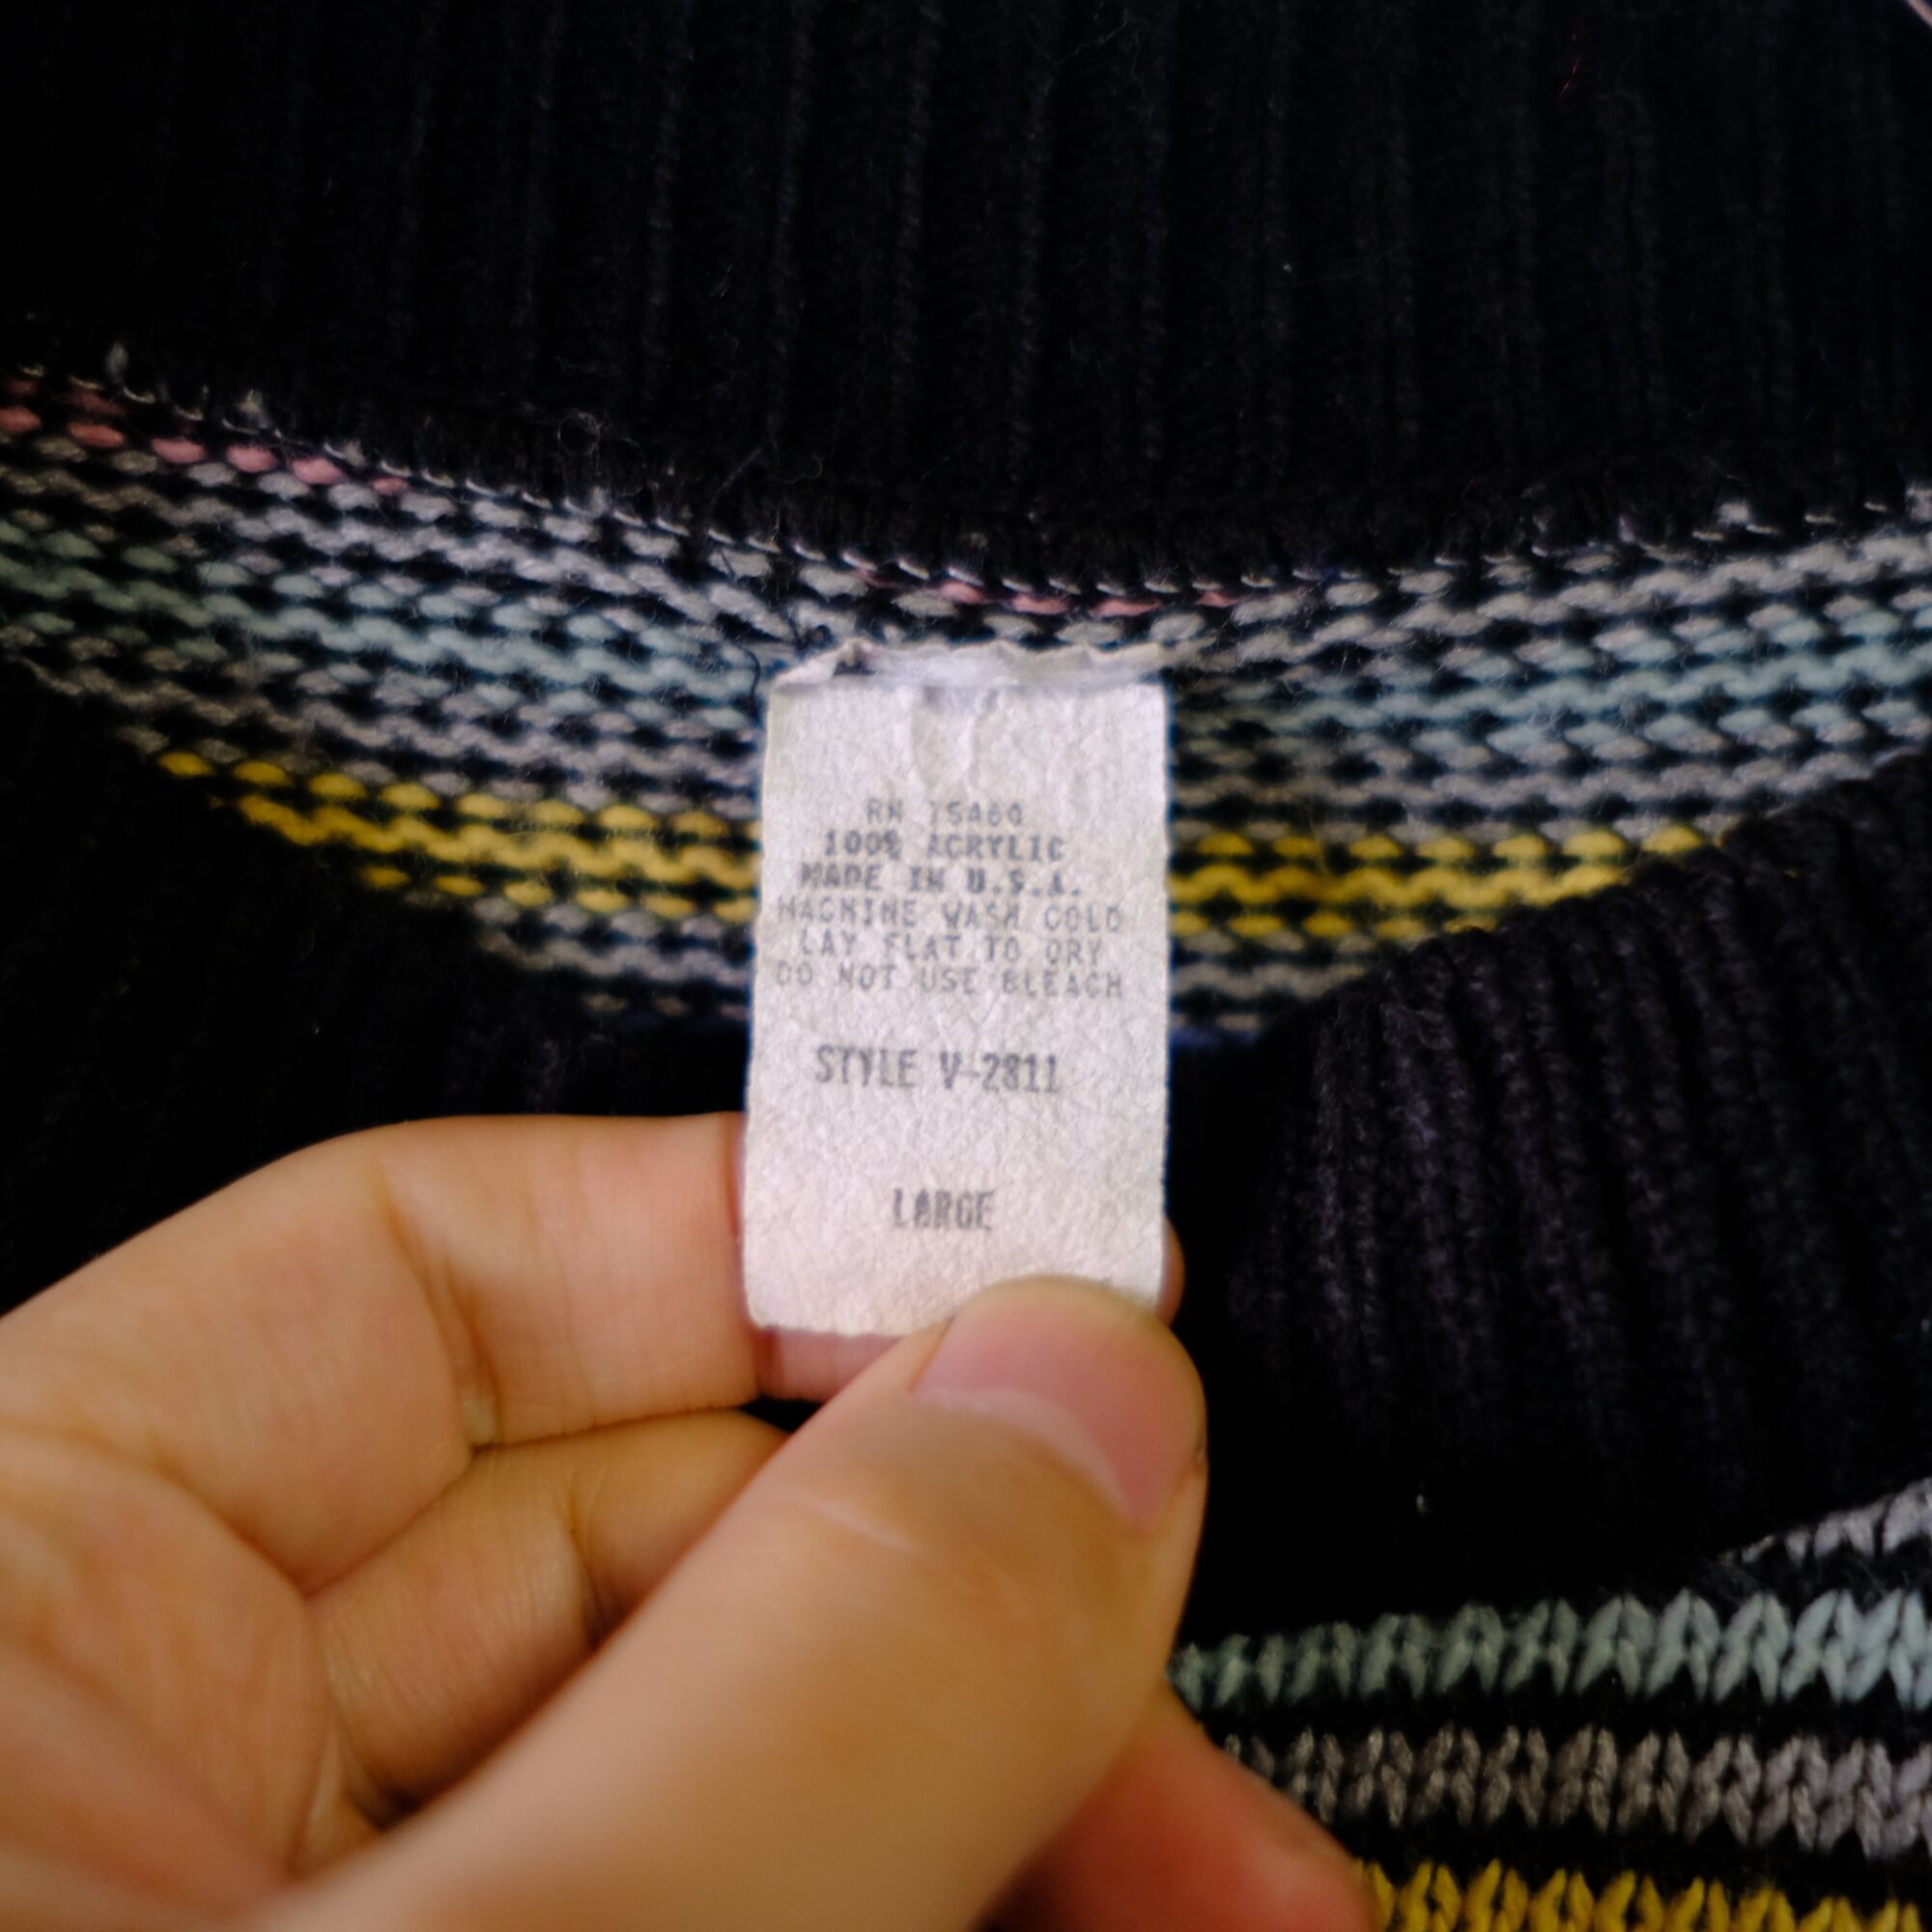 RN 75460
100% ACRYLIC
MADE IN U.S.A.
MACHINE WASH COLD
LAY FLAT TO DRY
DO NOT USE BLEACH
STYLE V-2811
LARGE